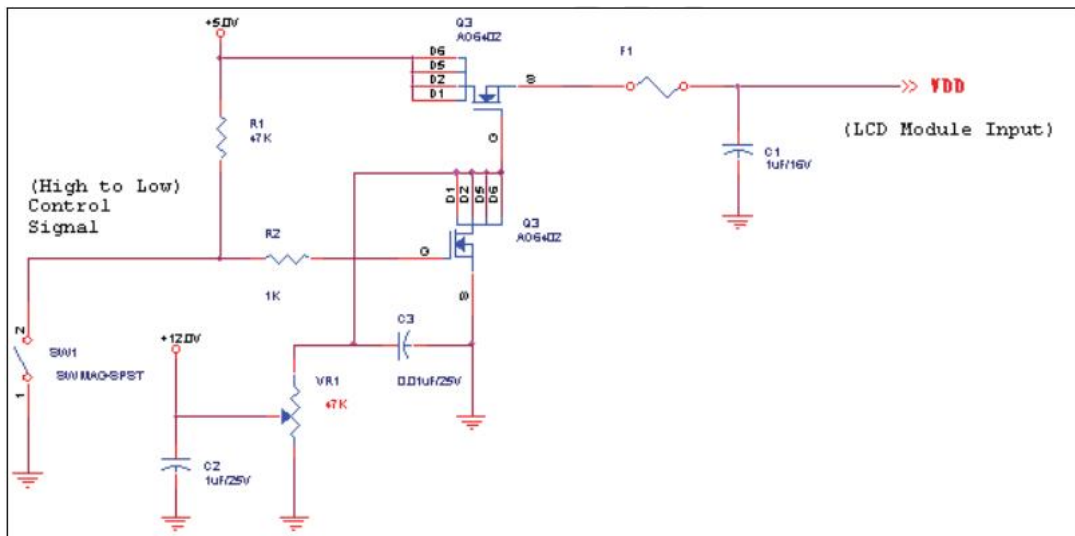 +5.0V
Q3
AO6402
D6
D5
D2
D1
S
G
F1
VDD
(LCD Module Input)
R1
47K
C1
1uF/16V
(High to Low)
Control
Signal
D1
D2
D5
D6
Q3
AO6402
R2
1K
G
S
2
SW1
SW MAG-SPST
1
+12.0V
C3
0.01uF/25V
VR1
47K
C2
1uF/25V